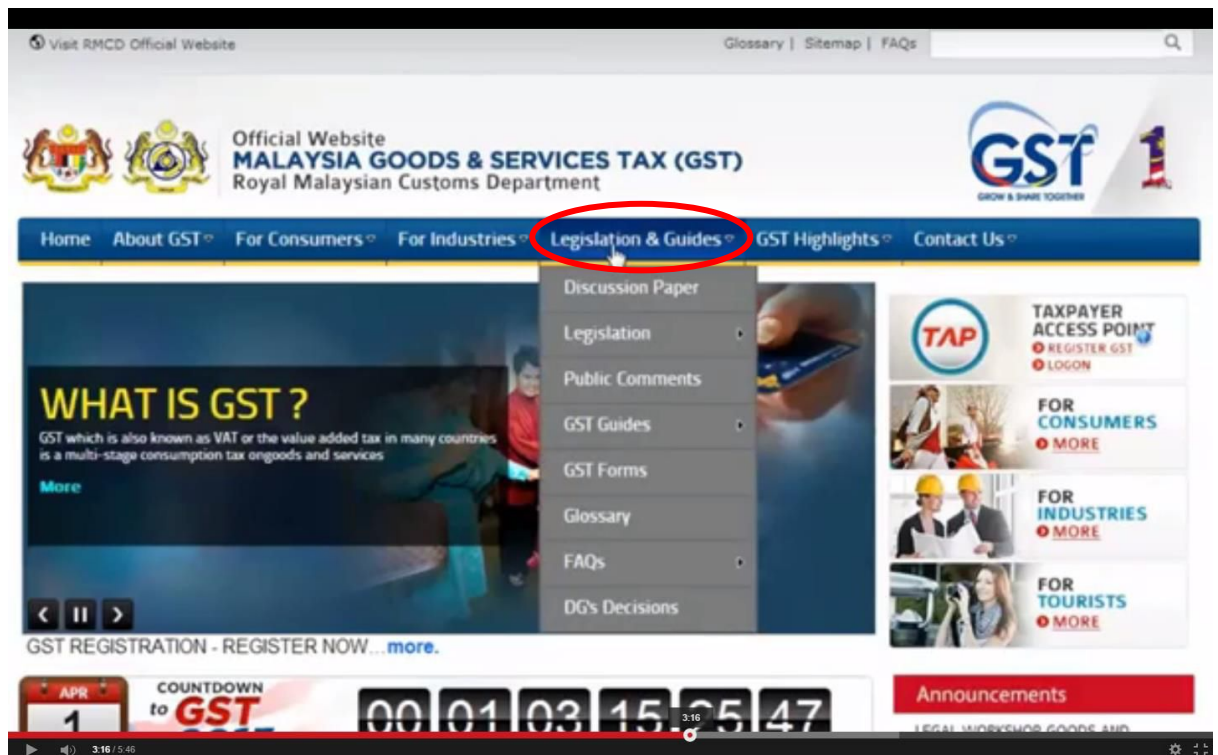 Visit RMCD Official Website
Glossary | Sitemap | FAQs
Official Website
MALAYSIA GOODS & SERVICES TAX (GST)
Royal Malaysian Customs Department
GST
GROW & SHARE TOGETHER
1
Home About GST For Consumers For Industries Legislation & Guides GST Highlights Contact Us
Discussion Paper
Legislation
Public Comments
GST Guides
GST Forms
Glossary
FAQs
DG's Decisions
WHAT IS GST ?
GST which is also known as VAT or the value added tax in many countries
is a multi-stage consumption tax ongoods and services
More
TAP
TAXPAYER
ACCESS POINT
REGISTER GST
LOGON
FOR
CONSUMERS
MORE
FOR
INDUSTRIES
MORE
FOR
TOURISTS
MORE
GST REGISTRATION - REGISTER NOW...more.
APR
1
COUNTDOWN
to GST
00 01 03 15 25 47
Announcements
LEGAL WORKSHOP GOODS AND
3:16
3:16 / 5:46